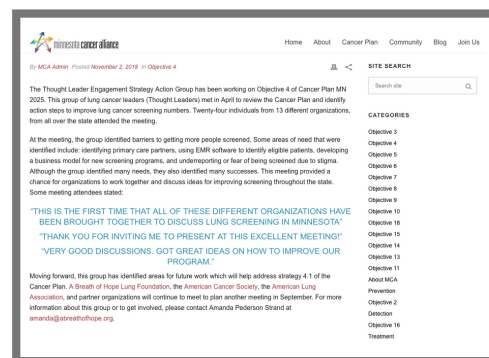 minnesota cancer alliance
Home About Cancer Plan Community Blog Join Us
By MCA Admin Posted November 2, 2018 In Objective 4
The Thought Leader Engagement Strategy Action Group has been working on Objective 4 of Cancer Plan MN
2025. This group of lung cancer leaders (Thought Leaders) met in April to review the Cancer Plan and identify
action steps to improve lung cancer screening numbers. Twenty-four individuals from 13 different organizations,
from all over the state attended the meeting.
At the meeting, the group identified barriers to getting more people screened. Some areas of need that were
identified include: identifying primary care partners, using EMR software to identify eligible patients, developing
a business model for new screening programs, and underreporting or fear of being screened due to stigma.
Although the group identified many needs, they also identified many successes. This meeting provided a
chance for organizations to work together and discuss ideas for improving screening throughout the state.
Some meeting attendees stated:
"THIS IS THE FIRST TIME THAT ALL OF THESE DIFFERENT ORGANIZATIONS HAVE
BEEN BROUGHT TOGETHER TO DISCUSS LUNG SCREENING IN MINNESOTA"
"THANK YOU FOR INVITING ME TO PRESENT AT THIS EXCELLENT MEETING!"
"VERY GOOD DISCUSSIONS. GOT GREAT IDEAS ON HOW TO IMPROVE OUR
PROGRAM."
Moving forward, this group has identified areas for future work which will help address strategy 4.1 of the
Cancer Plan. A Breath of Hope Lung Foundation, the American Cancer Society, the American Lung
Association, and partner organizations will continue to meet to plan another meeting in September. For more
information about this group or to get involved, please contact Amanda Pederson Strand at
amanda@abreathofhope.org.
SITE SEARCH
Search site
CATEGORIES
Objective 3
Objective 4
Objective 5
Objective 6
Objective 7
Objective 8
Objective 9
Objective 10
Objective 18
Objective 15
Objective 14
Objective 13
Objective 11
About MCA
Prevention
Objective 2
Detection
Objective 16
Treatment